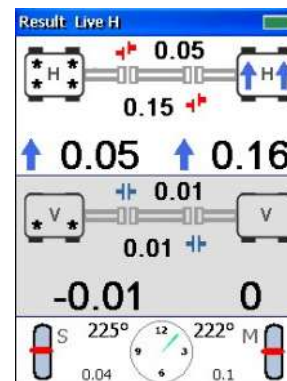 Result Live H
0.05
* * H * *
H
0.15
0.05 0.16
0.01
V
* *
V
0.01
-0.01 0
S 225° 12 222° M
9 3
0.04 6 0.1